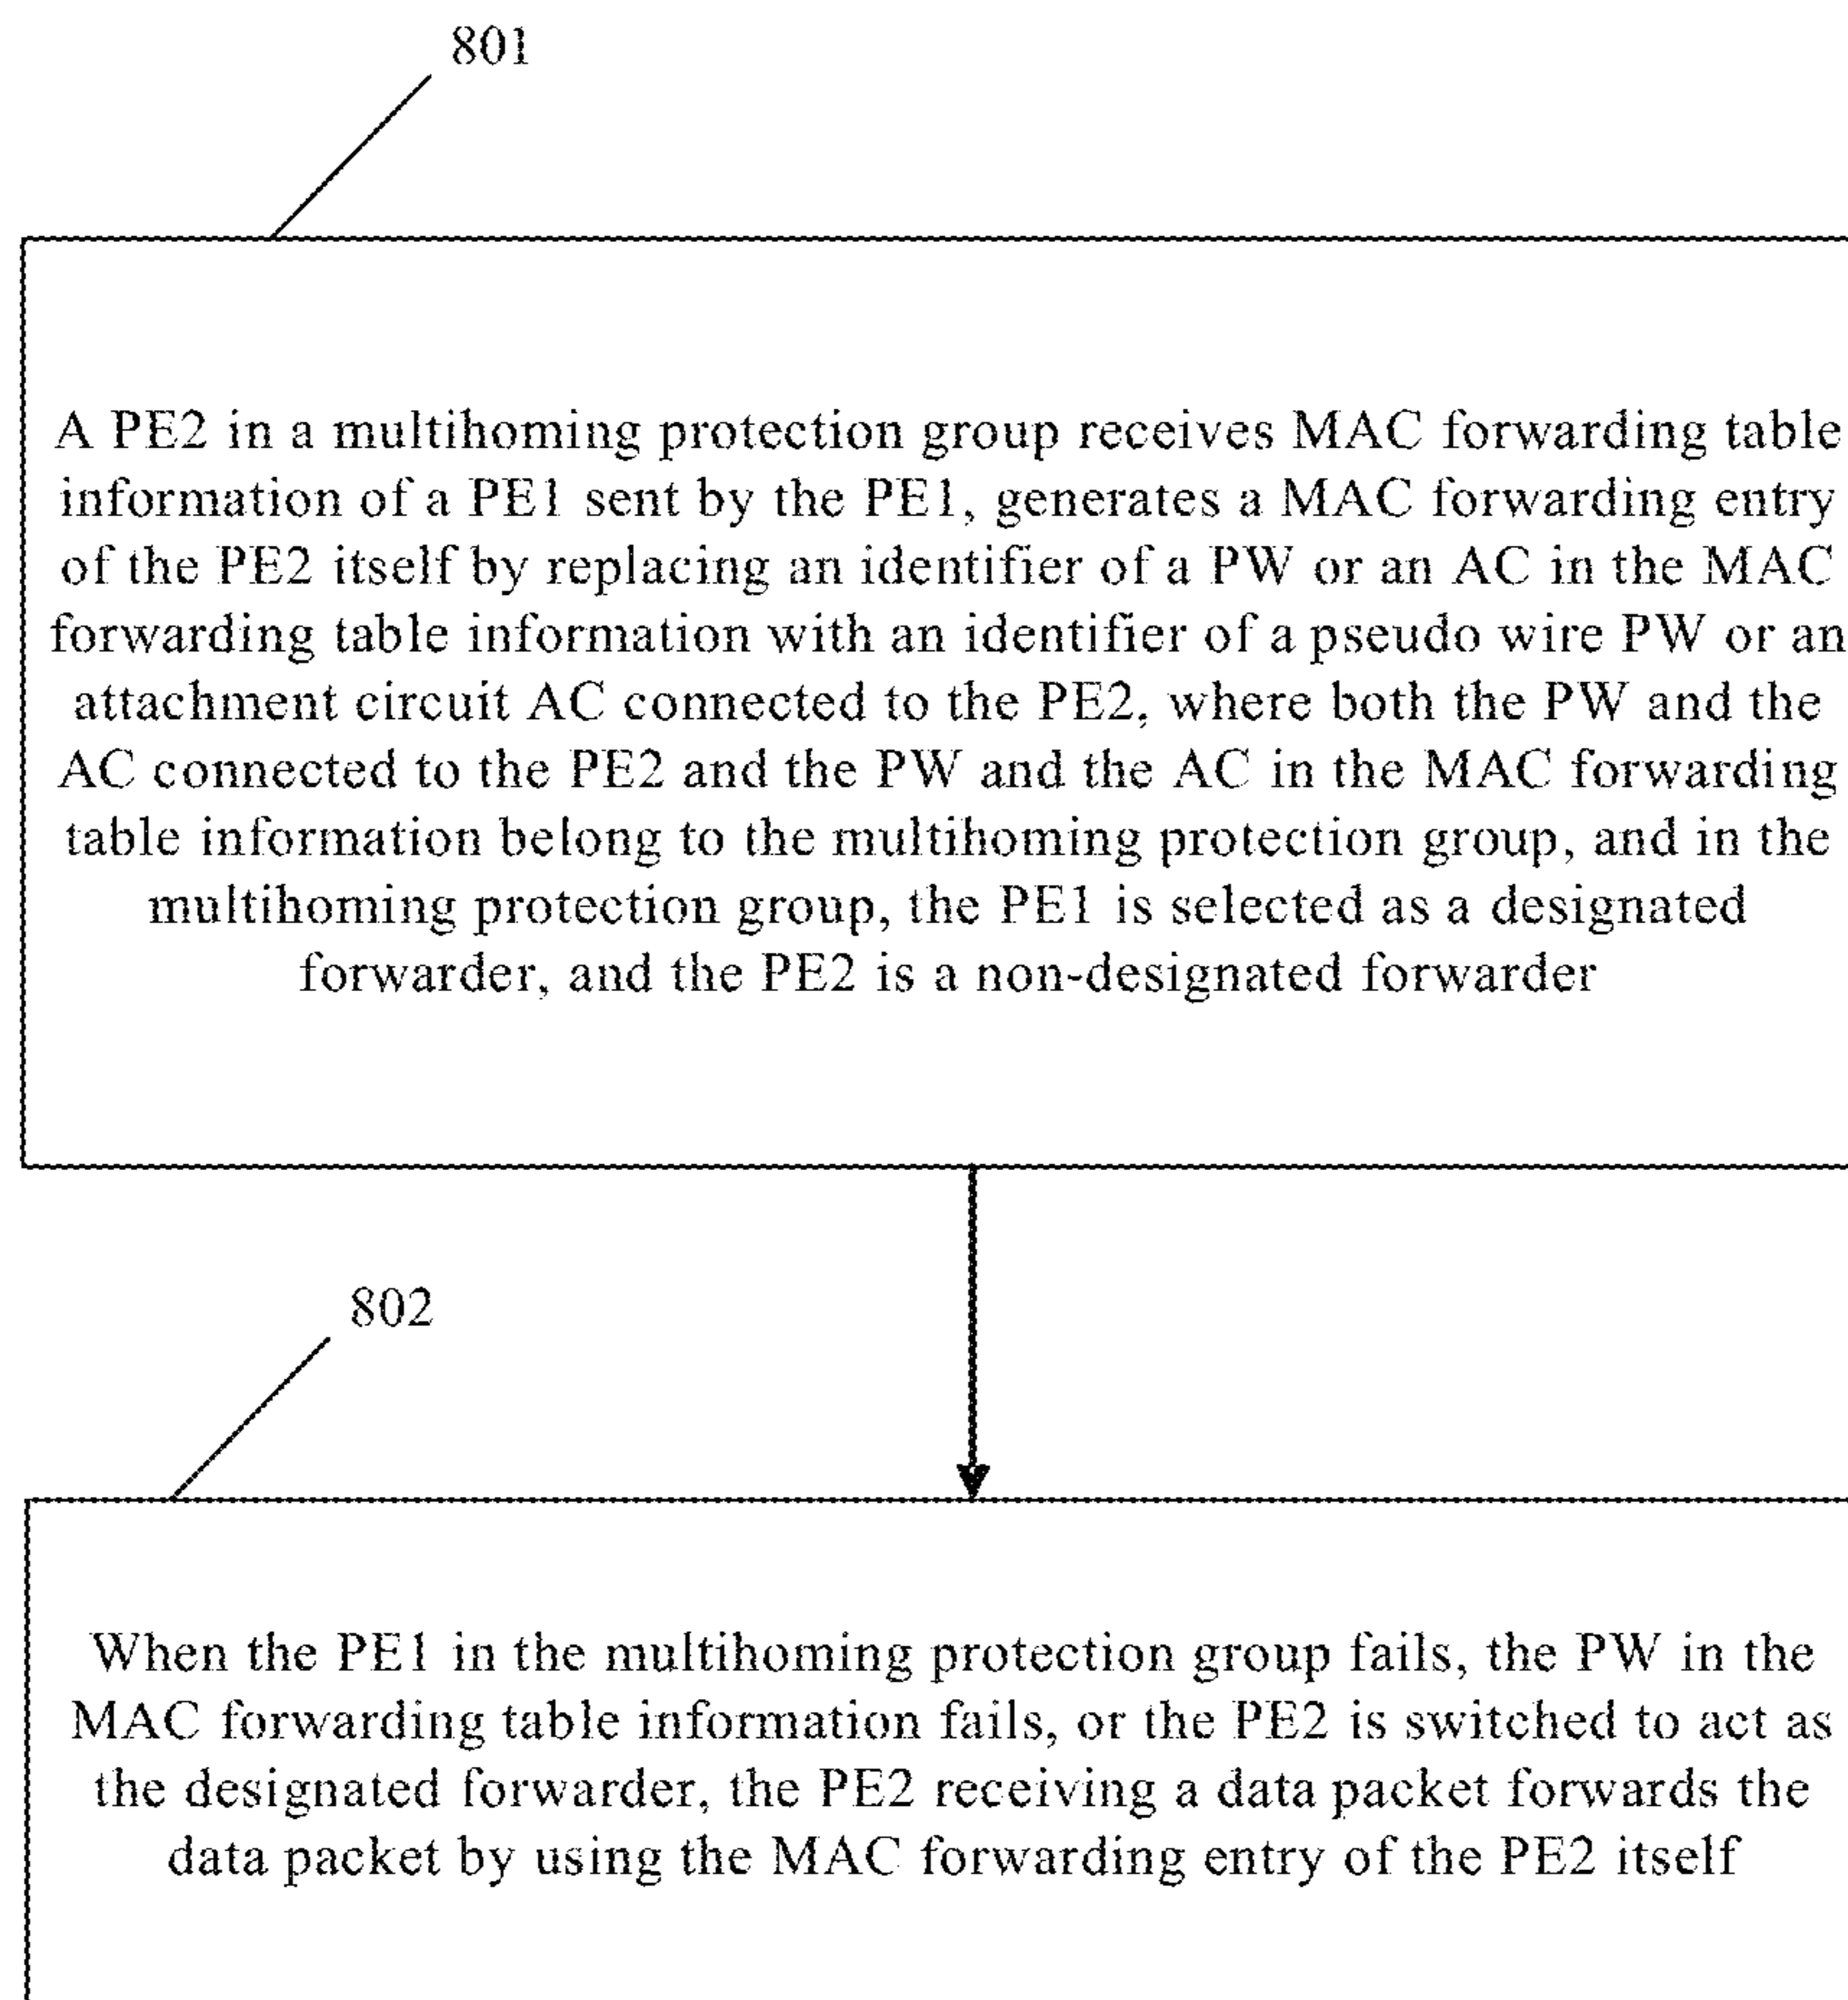 801
A PE2 in a multihoming protection group receives MAC forwarding table
information of a PE1 sent by the PE1, generates a MAC forwarding entry
of the PE2 itself by replacing an identifier of a PW or an AC in the MAC
forwarding table information with an identifier of a pseudo wire PW or an
attachment circuit AC connected to the PE2, where both the PW and the
AC connected to the PE2 and the PW and the AC in the MAC forwarding
table information belong to the multihoming protection group, and in the
multihoming protection group, the PE1 is selected as a designated
forwarder, and the PE2 is a non-designated forwarder
802
When the PE1 in the multihoming protection group fails, the PW in the
MAC forwarding table information fails, or the PE2 is switched to act as
the designated forwarder, the PE2 receiving a data packet forwards the
data packet by using the MAC forwarding entry of the PE2 itself